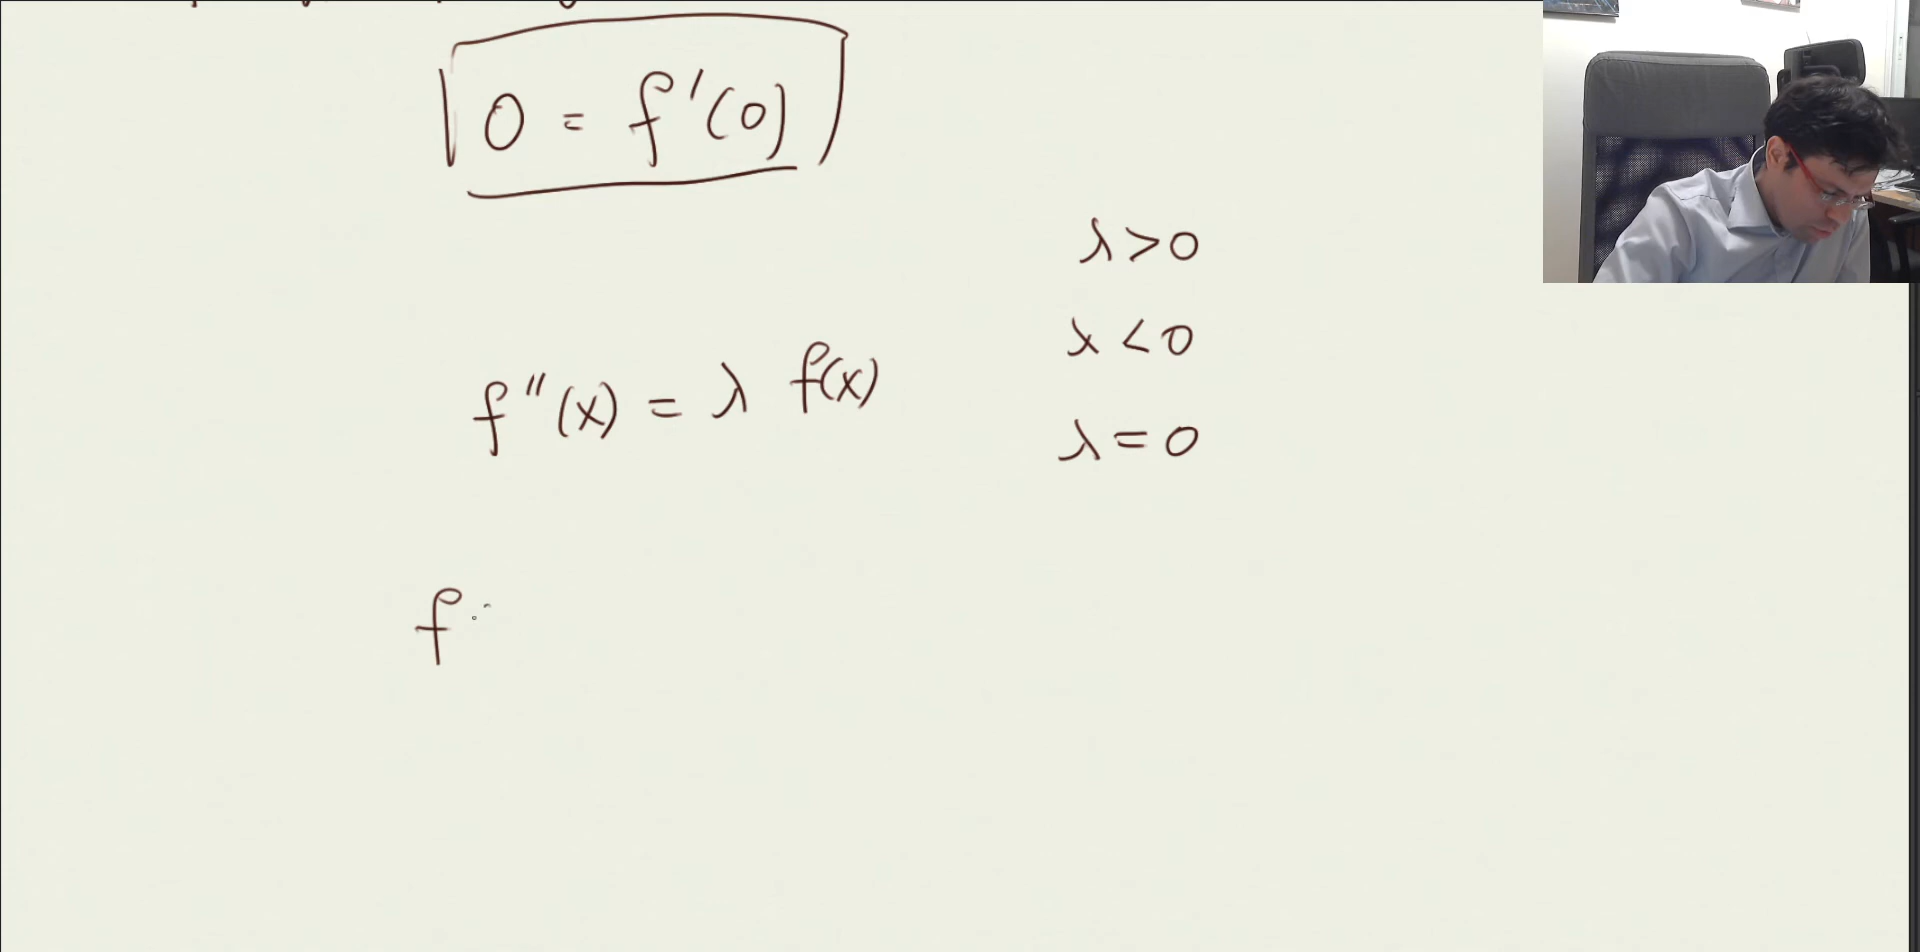 0 = f'(0)
λ > 0
λ < 0
f''(x) = λ f(x)
λ = 0
f